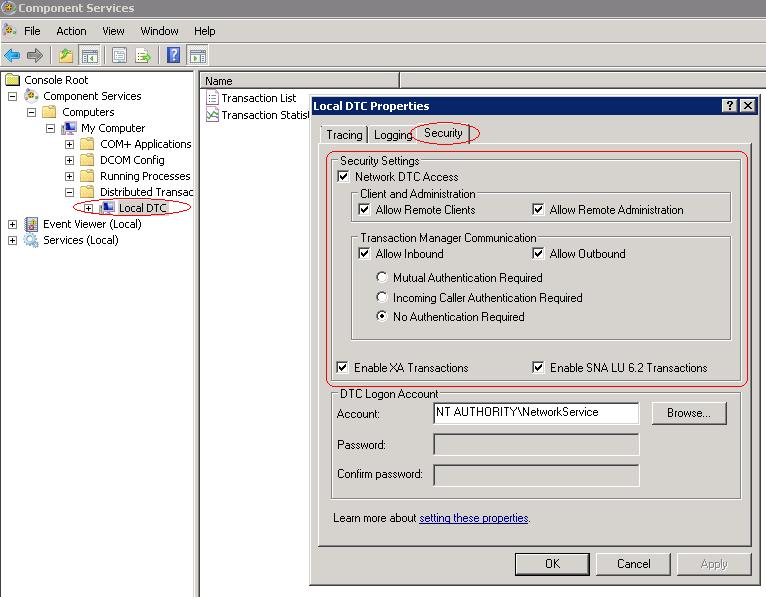 Component Services
File Action View Window Help
Console Root
Component Services
Computers
My Computer
COM+ Applications
DCOM Config
Running Processes
Distributed Transac
Local DTC
Event Viewer (Local)
Services (Local)
Name
Transaction List
Transaction Statis
Local DTC Properties
Tracing Logging Security
Security Settings
Network DTC Access
Client and Administration
Allow Remote Clients Allow Remote Administration
Transaction Manager Communication
Allow Inbound Allow Outbound
Mutual Authentication Required
Incoming Caller Authentication Required
No Authentication Required
Enable XA Transactions Enable SNA LU 6.2 Transactions
DTC Logon Account
Account: NT AUTHORITY\NetworkService Browse...
Password:
Confirm password:
Learn more about setting these properties.
OK Cancel Apply